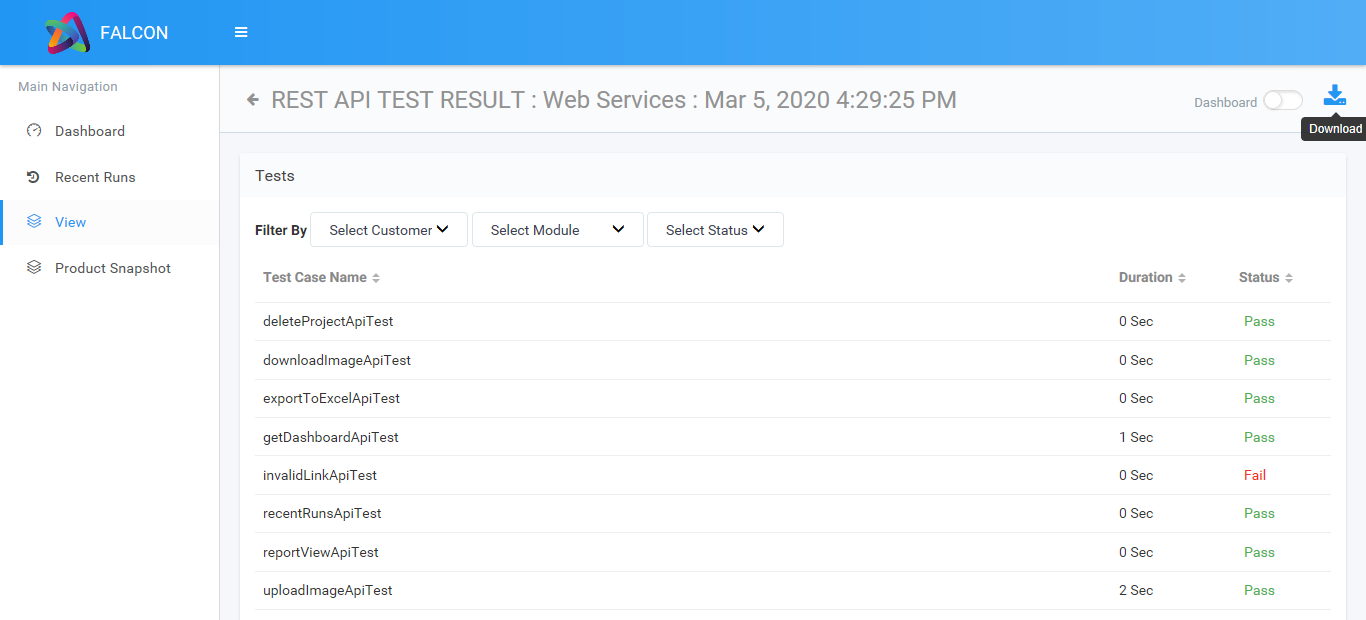 FALCON
Main Navigation
Dashboard
Recent Runs
View
Product Snapshot
REST API TEST RESULT : Web Services : Mar 5, 2020 4:29:25 PM
Dashboard
Download
Tests
Filter By Select Customer Select Module Select Status
Test Case Name Duration Status
deleteProjectApiTest 0 Sec Pass
downloadImageApiTest 0 Sec Pass
exportToExcelApiTest 0 Sec Pass
getDashboardApiTest 1 Sec Pass
invalidLinkApiTest 0 Sec Fail
recentRunsApiTest 0 Sec Pass
reportViewApiTest 0 Sec Pass
uploadImageApiTest 2 Sec Pass